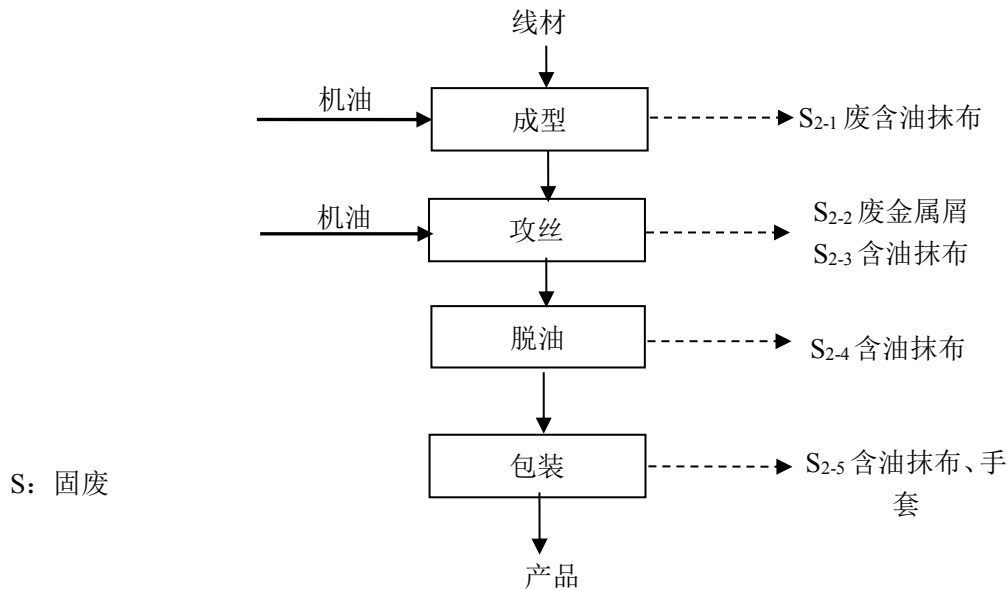 线材
机油
成型
S2-1 废含油抹布
机油
攻丝
S2-2 废金属屑
S2-3 含油抹布
脱油
S2-4 含油抹布
包装
S2-5 含油抹布、手
套
S：固废
产品